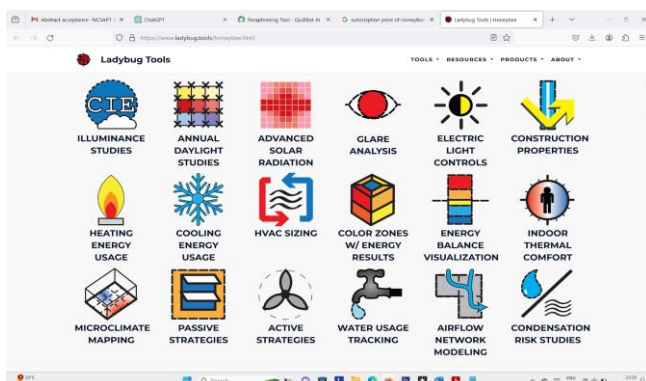 Abstract acceptance -NCSAPT
ChatGPT
Paraphrasing Tool - QuillBot AI
subscription price of HoneyBee
Ladybug Tools | Honeybee
https://www.ladybug.tools/honeybee.html
Ladybug Tools
TOOLS RESOURCES PRODUCTS ABOUT
CIE
ILLUMINANCE
STUDIES
ANNUAL
DAYLIGHT
STUDIES
ADVANCED
SOLAR
RADIATION
GLARE
ANALYSIS
ELECTRIC
LIGHT
CONTROLS
CONSTRUCTION
PROPERTIES
HEATING
ENERGY
USAGE
COOLING
ENERGY
USAGE
HVAC SIZING
COLOR ZONES
W/ ENERGY
RESULTS
ENERGY
BALANCE
VISUALIZATION
INDOOR
THERMAL
COMFORT
MICROCLIMATE
MAPPING
PASSIVE
STRATEGIES
ACTIVE
STRATEGIES
WATER USAGE
TRACKING
AIRFLOW
NETWORK
MODELING
CONDENSATION
RISK STUDIES
Search
ENG